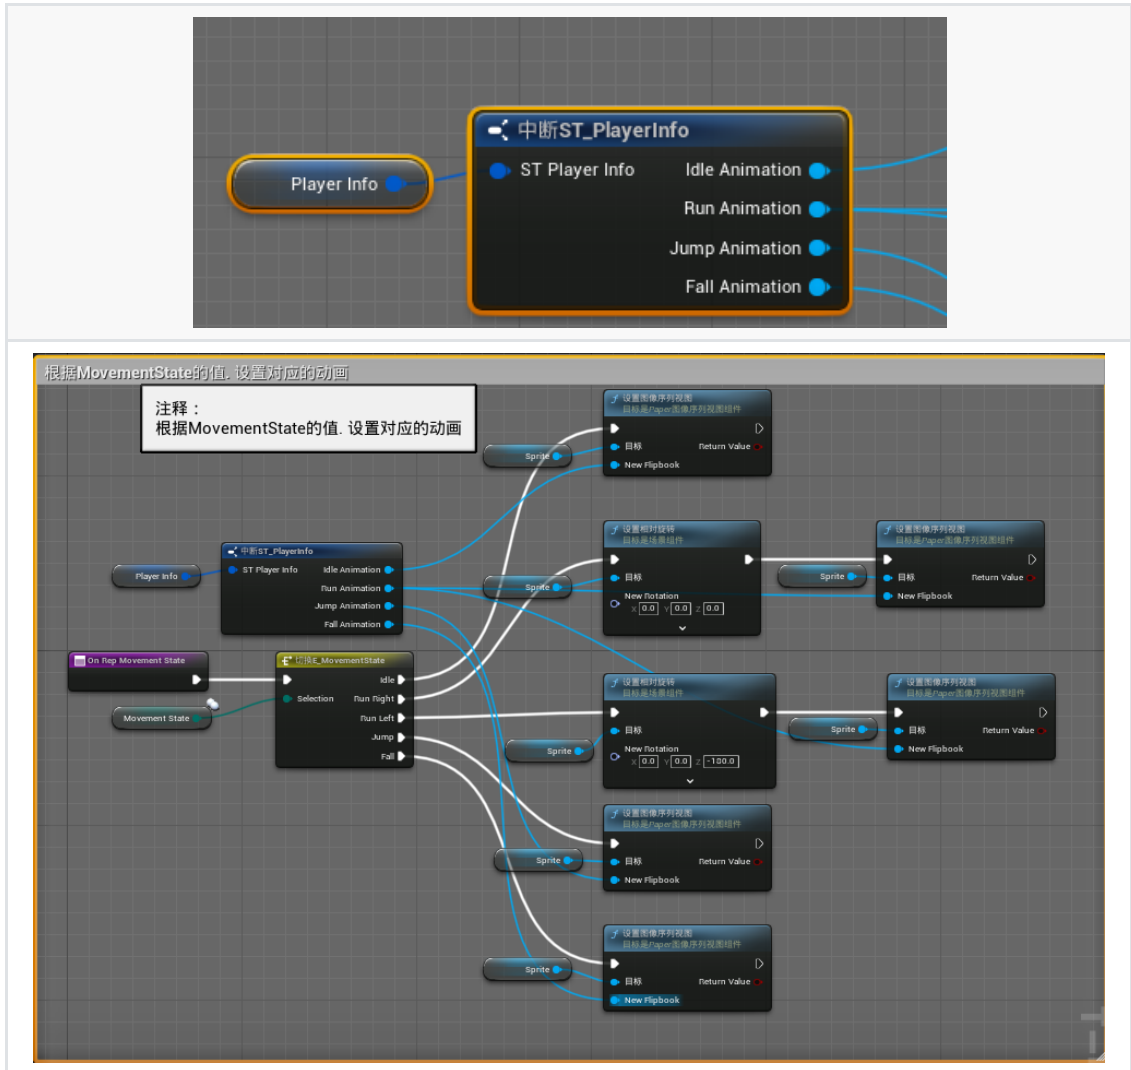 中断ST_PlayerInfo
Player Info
ST Player Info
Idle Animation
Run Animation
Jump Animation
Fall Animation
根据MovementState的值. 设置对应的动画
注释：
根据MovementState的值. 设置对应的动画
设置图像序列视图
目标是Paper图像序列视图组件
Sprite
目标
Return Value
New Flipbook
设置相对旋转
目标是场景组件
Sprite
目标
New Rotation
X 0.0 Y 0.0 Z 0.0
设置图像序列视图
目标是Paper图像序列视图组件
Sprite
目标
Return Value
New Flipbook
中断ST_PlayerInfo
Player Info
ST Player Info
Idle Animation
Run Animation
Jump Animation
Fall Animation
On Rep Movement State
Movement State
切换E_MovementState
Selection
Idle
Run Right
Run Left
Jump
Fall
设置相对旋转
目标是场景组件
Sprite
目标
New Rotation
X 0.0 Y 0.0 Z -180.0
设置图像序列视图
目标是Paper图像序列视图组件
Sprite
目标
Return Value
New Flipbook
设置图像序列视图
目标是Paper图像序列视图组件
Sprite
目标
Return Value
New Flipbook
设置图像序列视图
目标是Paper图像序列视图组件
Sprite
目标
Return Value
New Flipbook